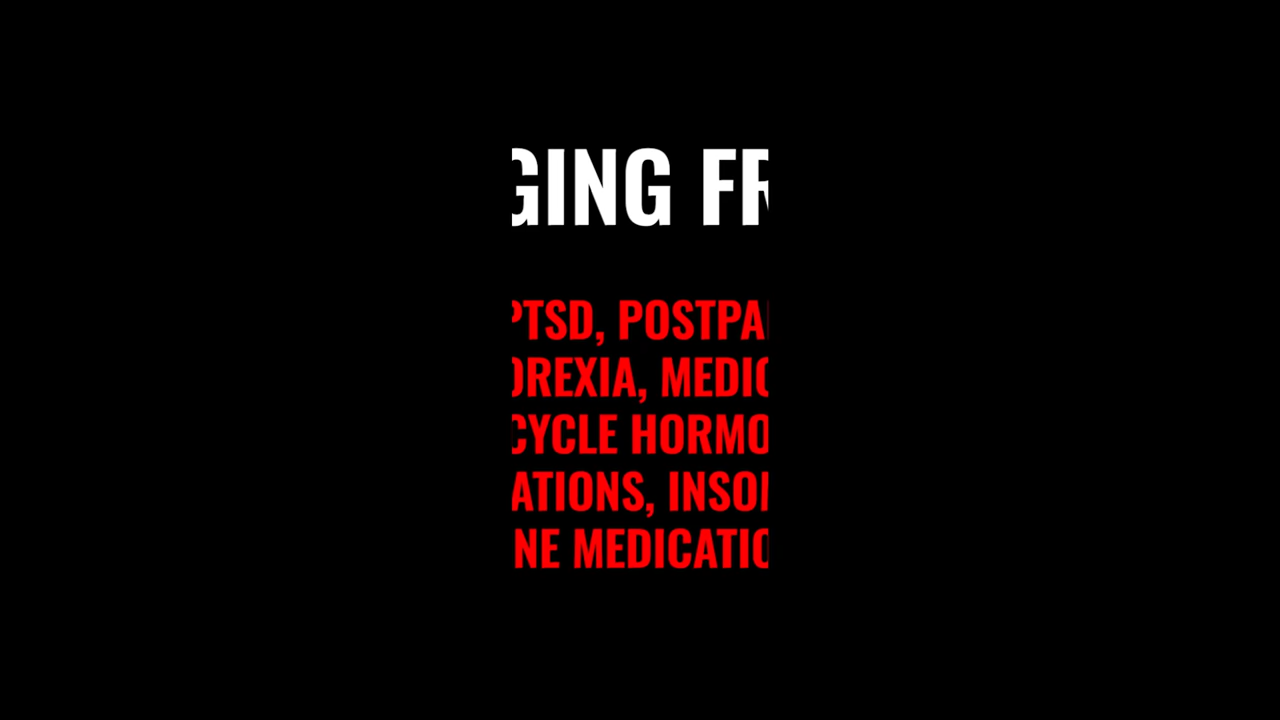 GING FR
PTSD, POSTPA
OREXIA, MEDIC
CYCLE HORMO
ATIONS, INSO
NE MEDICATIO